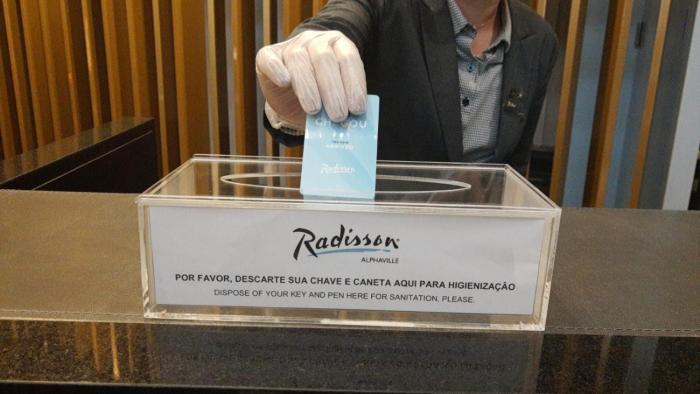 Radisson
Radisson
ALPHAVILLE
POR FAVOR, DESCARTE SUA CHAVE E CANETA AQUI PARA HIGIENIZAÇÃO
DISPOSE OF YOUR KEY AND PEN HERE FOR SANITATION, PLEASE.